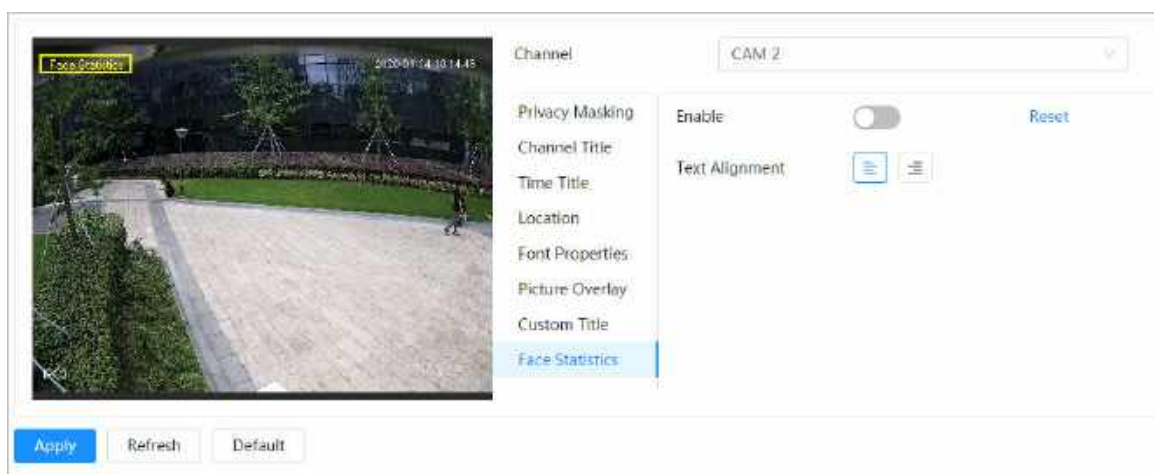 Face Statistics
Channel
CAM 2
Privacy Masking
Enable
Reset
Channel Title
Text Alignment
Time Title
Location
Font Properties
Picture Overlay
Custom Title
Face Statistics
Apply
Refresh
Default